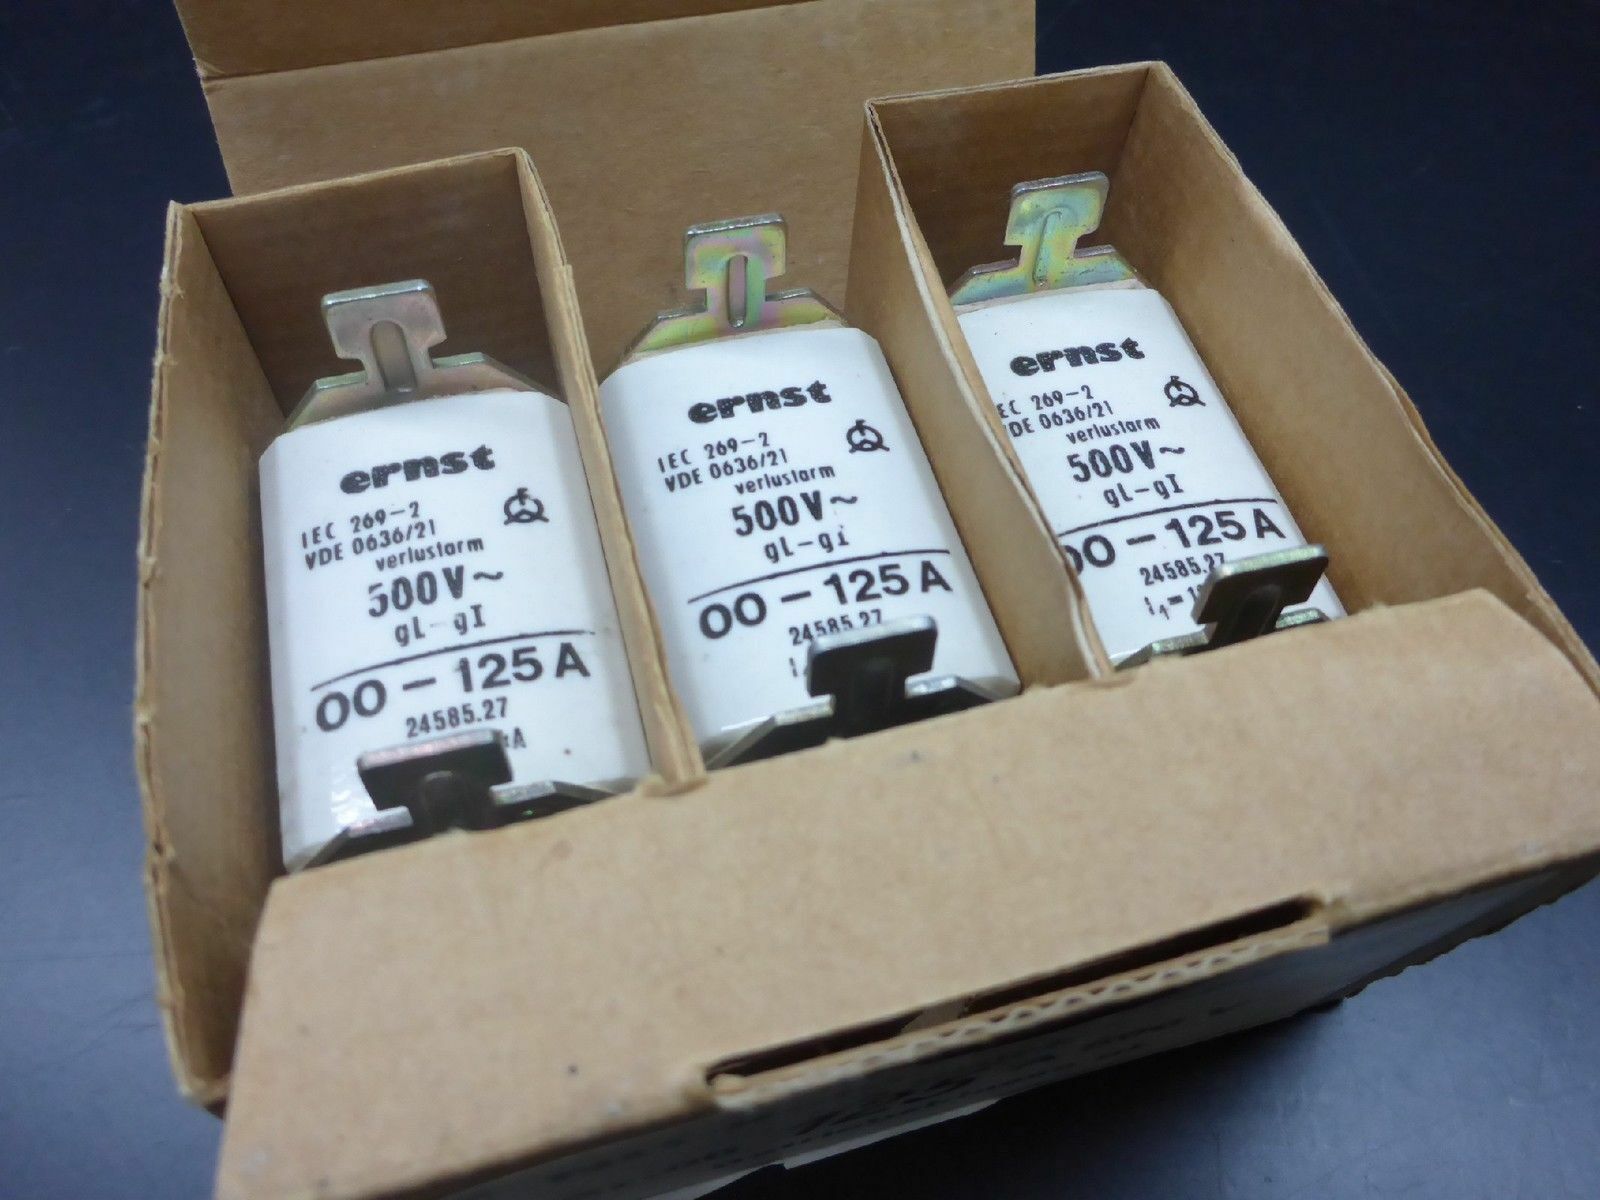 ernst
IEC 269-2
VDE 0636/21
verlustarm
500V~
gL-gI
00-125A
24585.27
kA
ernst
IEC 269-2
VDE 0636/21
verlustarm
500V~
gL-gI
00-125A
24585.27
ernst
269-2
0636/21
verlustarm
500V~
gL-gI
00-125A
24585.27